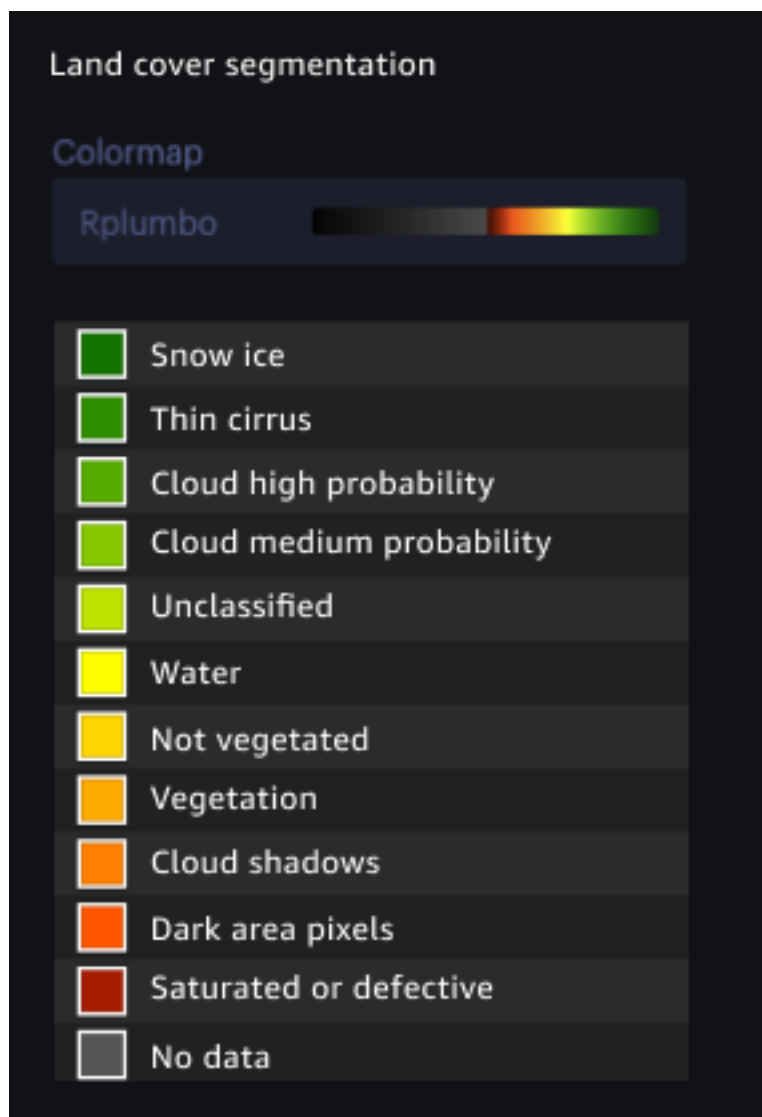 Land cover segmentation
Colormap
Rplumbo
Snow ice
Thin cirrus
Cloud high probability
Cloud medium probability
Unclassified
Water
Not vegetated
Vegetation
Cloud shadows
Dark area pixels
Saturated or defective
No data